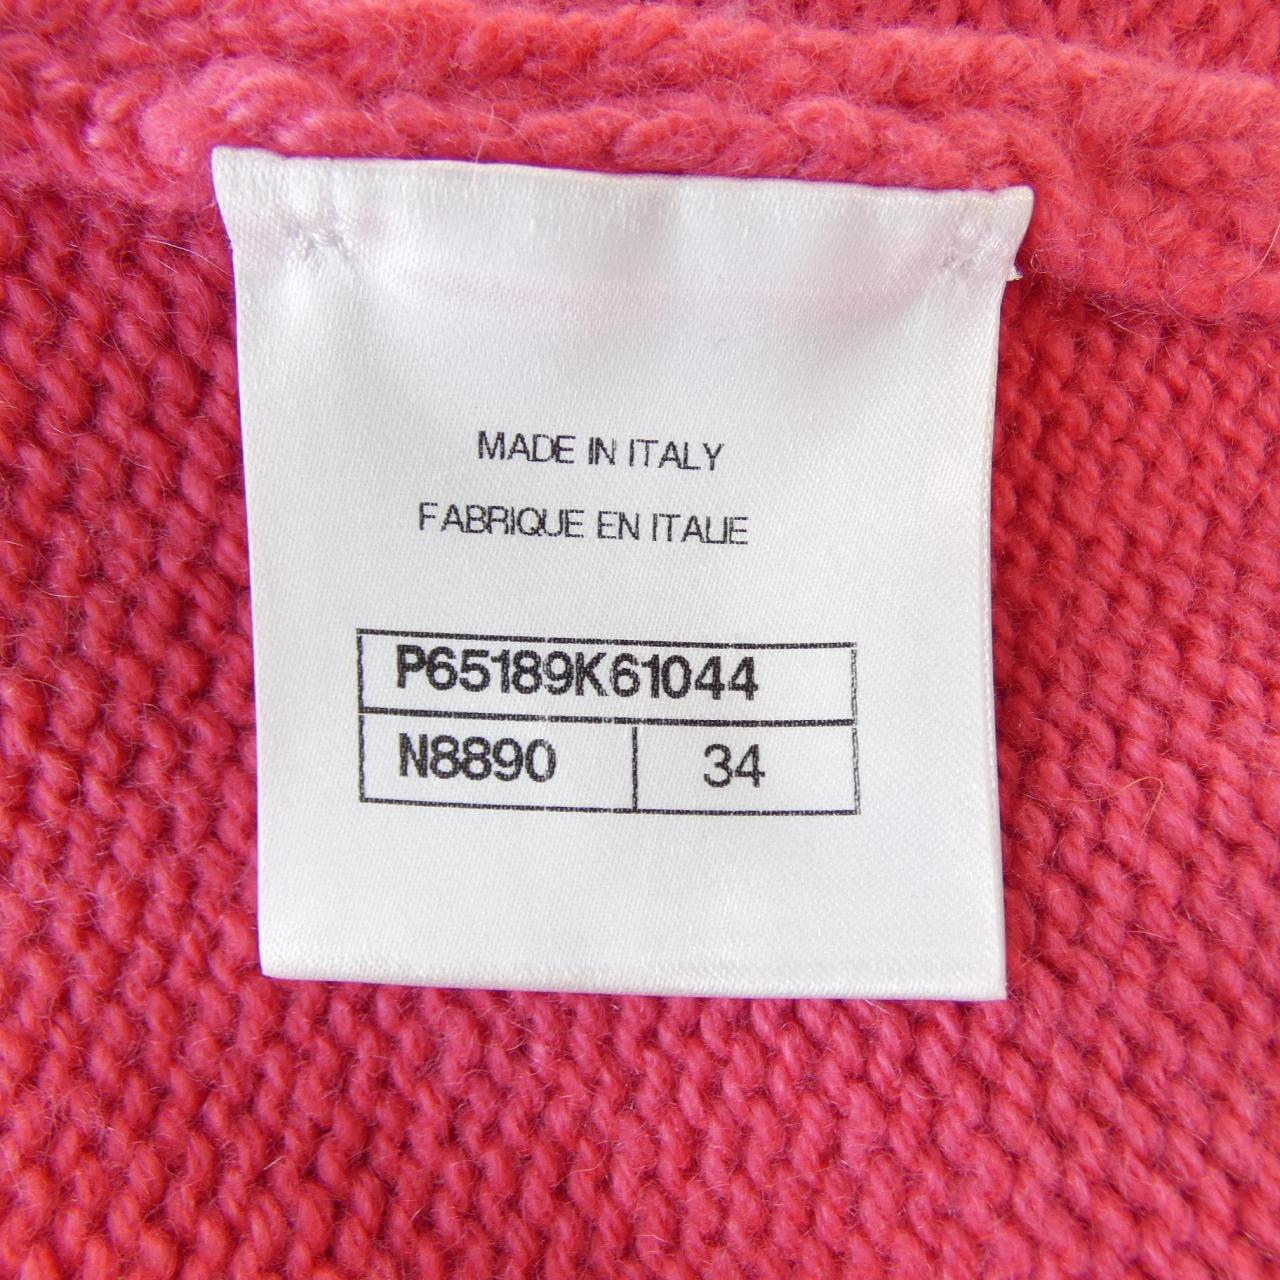 MADE IN ITALY
FABRIQUE EN ITALIE
P65189K61044
N8890 34